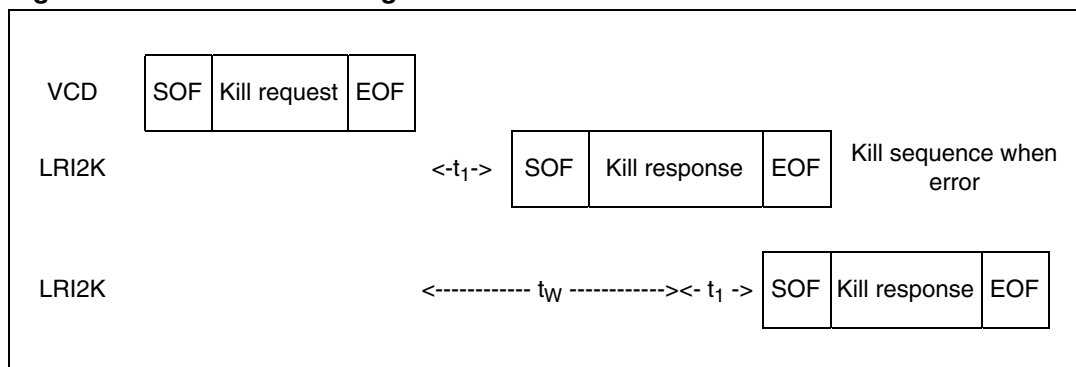 VCD SOF Kill request EOF
LRI2K <-t1-> SOF Kill response EOF Kill sequence when
error
LRI2K <------------ tW ------------><- t1 -> SOF Kill response EOF